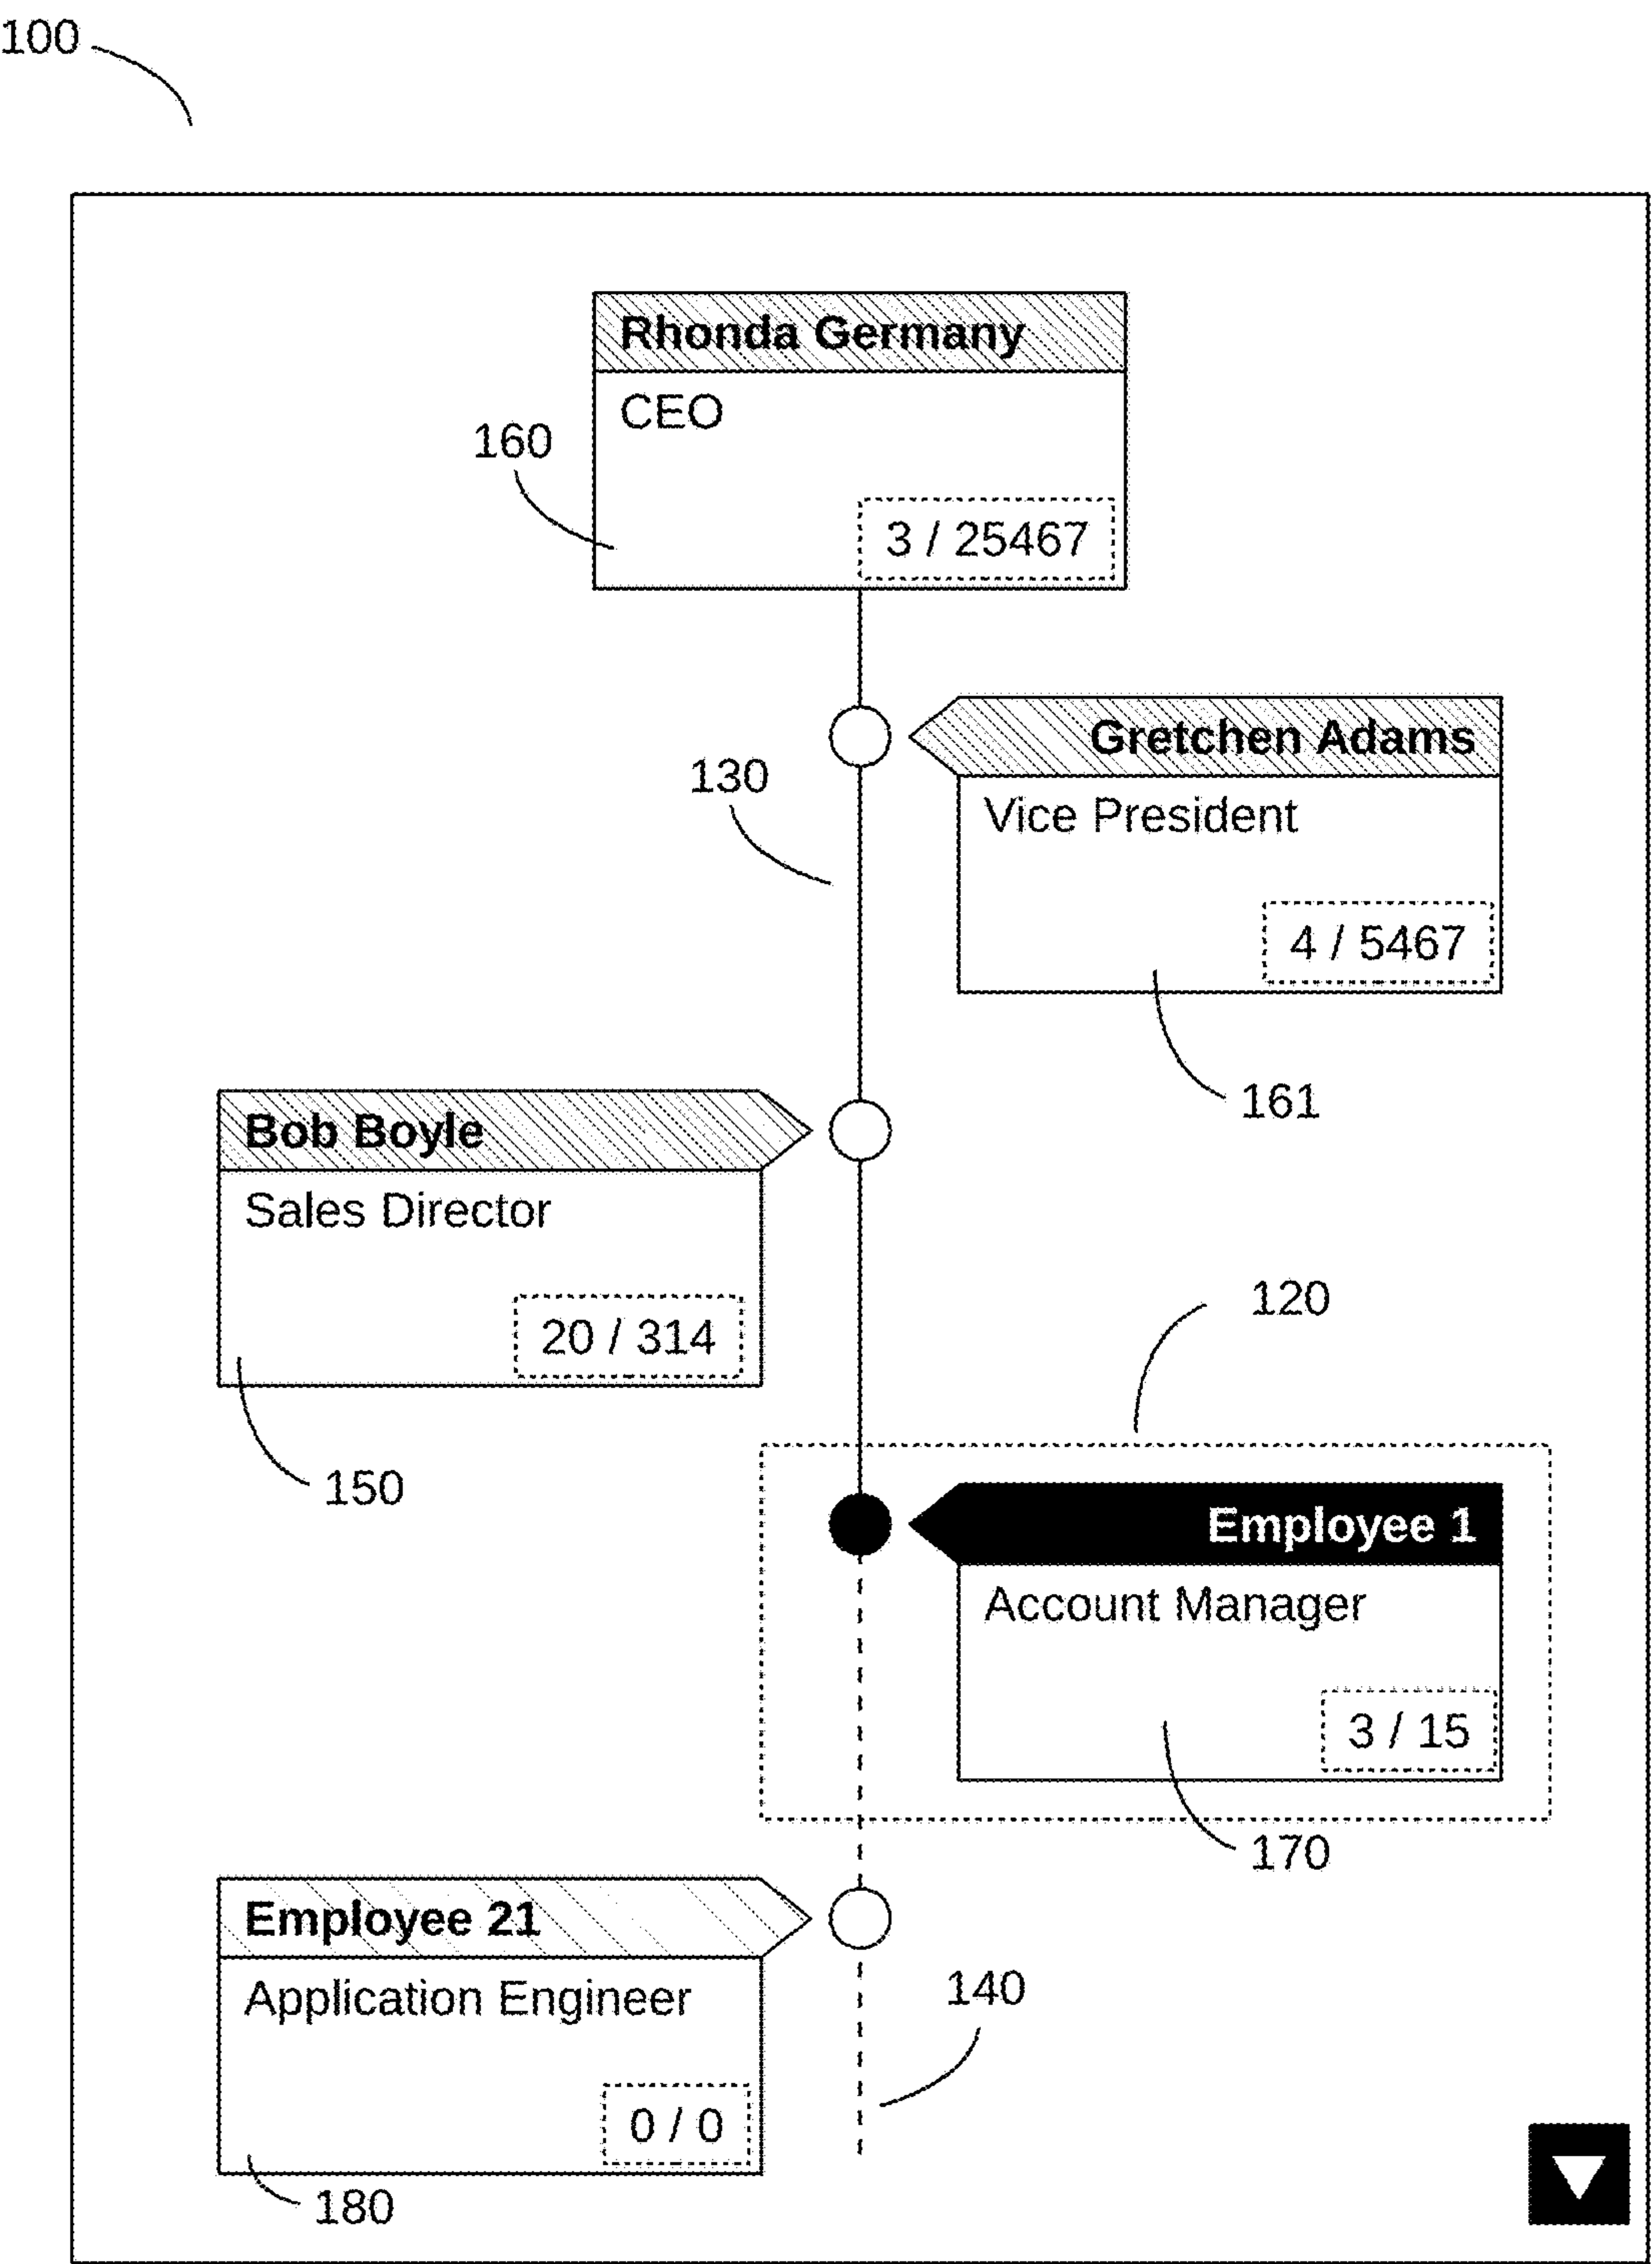 100
Rhonda Germany
CEO
160
3 / 25467
Gretchen Adams
130
Vice President
4 / 5467
161
Bob Boyle
Sales Director
20 / 314
150
120
Employee 1
Account Manager
3 / 15
170
Employee 21
Application Engineer
140
0 / 0
180